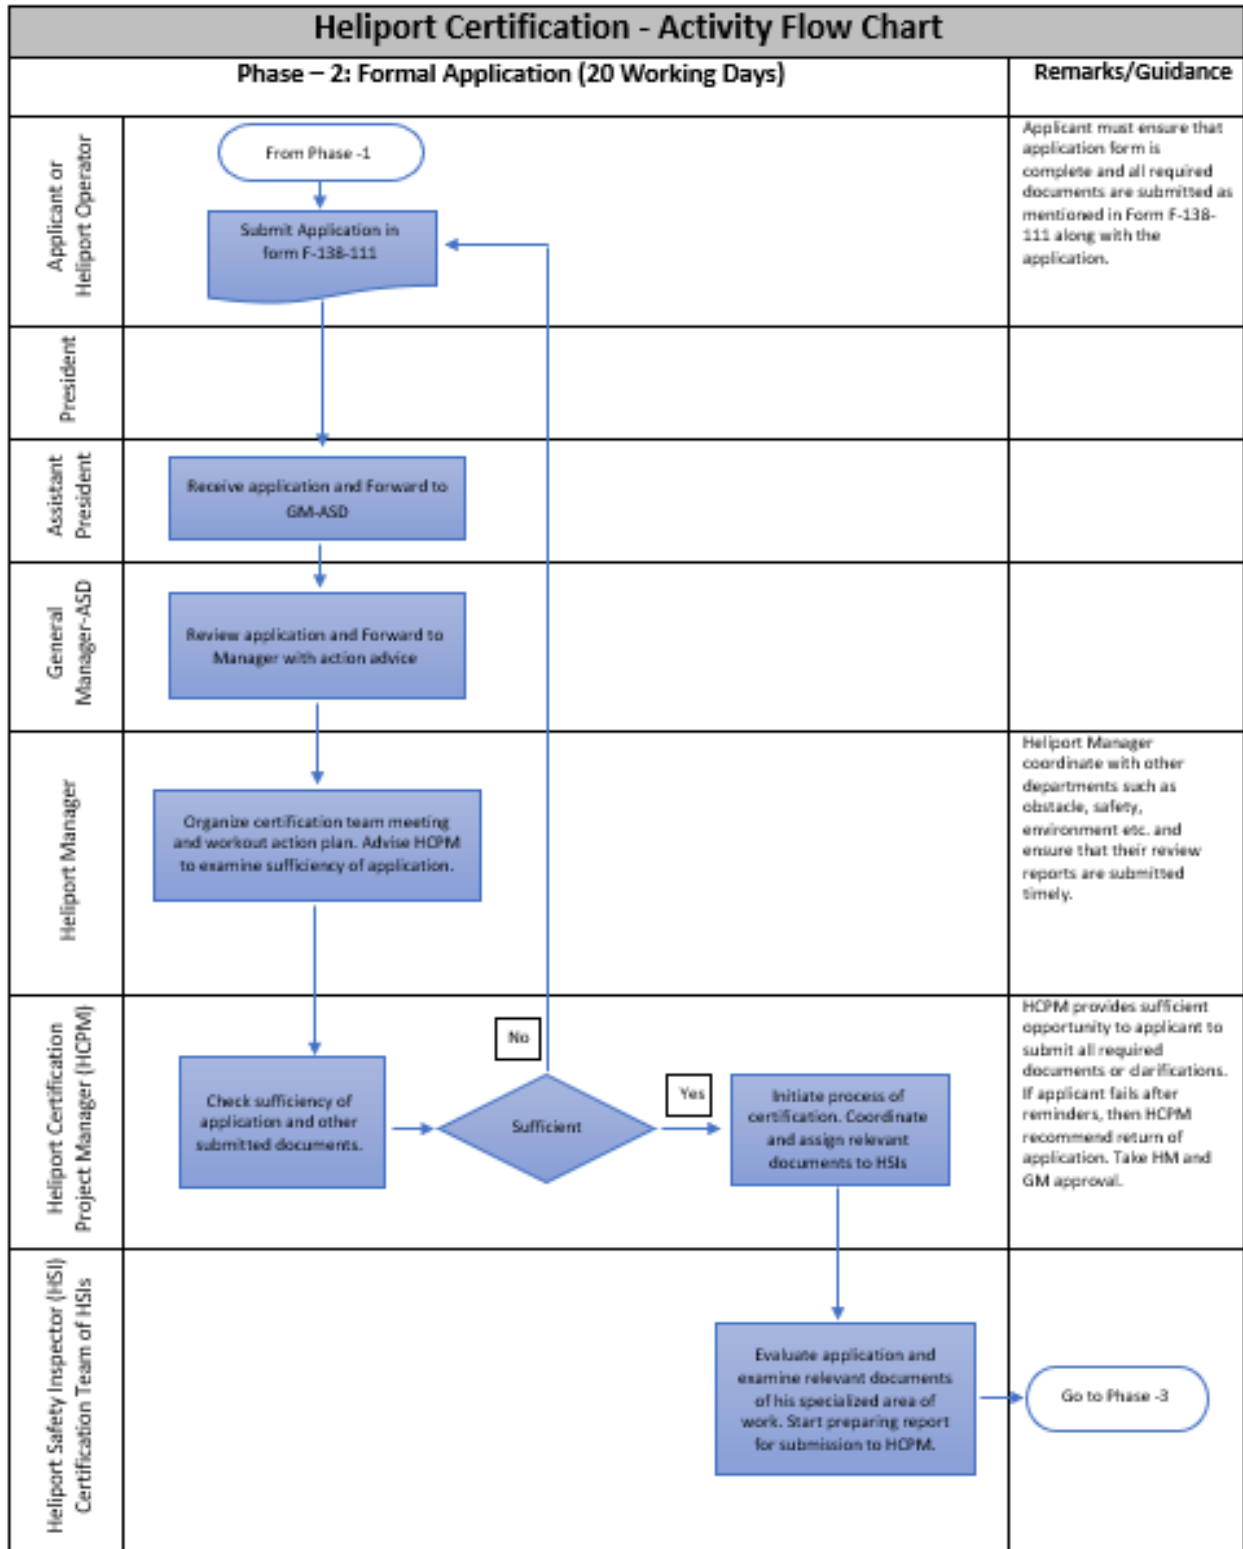 Heliport Certification - Activity Flow Chart
Phase – 2: Formal Application (20 Working Days)
Remarks/Guidance
Applicant or
Heliport Operator
From Phase -1
Submit Application in
form F-138-111
Applicant must ensure that
application form is
complete and all required
documents are submitted as
mentioned in Form F-138-
111 along with the
application.
President
Assistant
President
Receive application and Forward to
GM-ASD
General
Manager-ASD
Review application and Forward to
Manager with action advice
Heliport Manager
Organize certification team meeting
and workout action plan. Advise HCPM
to examine sufficiency of application.
Heliport Manager
coordinate with other
departments such as
obstacle, safety,
environment etc. and
ensure that their review
reports are submitted
timely.
Heliport Certification
Project Manager (HCPM)
Check sufficiency of
application and other
submitted documents.
Sufficient
No
Yes
Initiate process of
certification. Coordinate
and assign relevant
documents to HSIs
HCPM provides sufficient
opportunity to applicant to
submit all required
documents or clarifications.
If applicant fails after
reminders, then HCPM
recommend return of
application. Take HM and
GM approval.
Heliport Safety Inspector (HSI)
Certification Team of HSIs
Evaluate application and
examine relevant documents
of his specialized area of
work. Start preparing report
for submission to HCPM.
Go to Phase -3